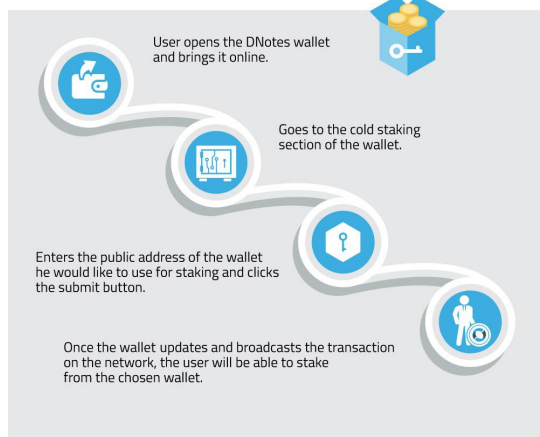 User opens the DNotes wallet
and brings it online.
Goes to the cold staking
section of the wallet.
Enters the public address of the wallet
he would like to use for staking and clicks
the submit button.
Once the wallet updates and broadcasts the transaction
on the network, the user will be able to stake
from the chosen wallet.